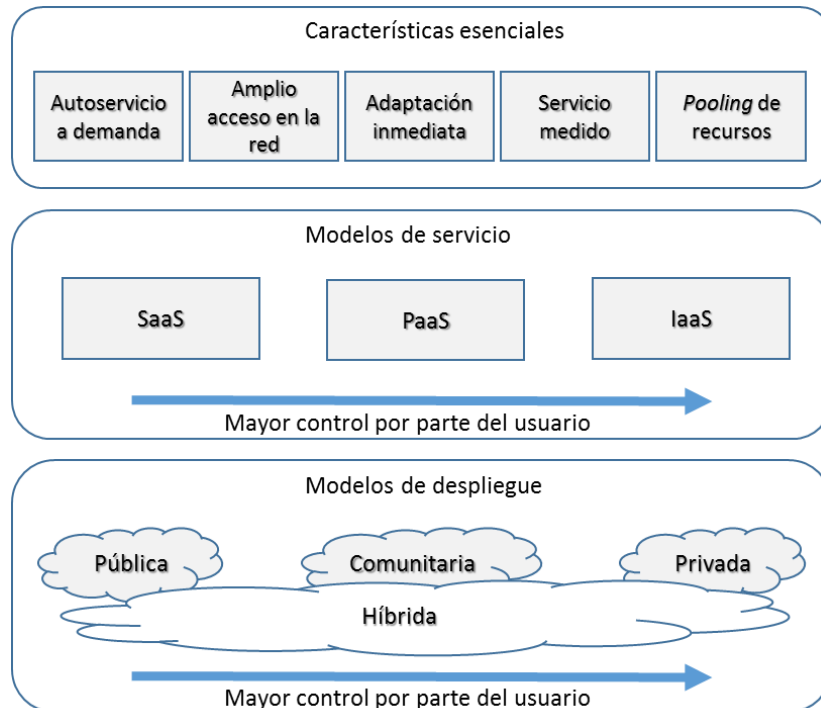 Características esenciales
Autoservicio
a demanda
Amplio
acceso en la
red
Adaptación
inmediata
Servicio
medido
Pooling de
recursos
Modelos de servicio
SaaS
PaaS
IaaS
Mayor control por parte del usuario
Modelos de despliegue
Pública
Comunitaria
Privada
Híbrida
Mayor control por parte del usuario